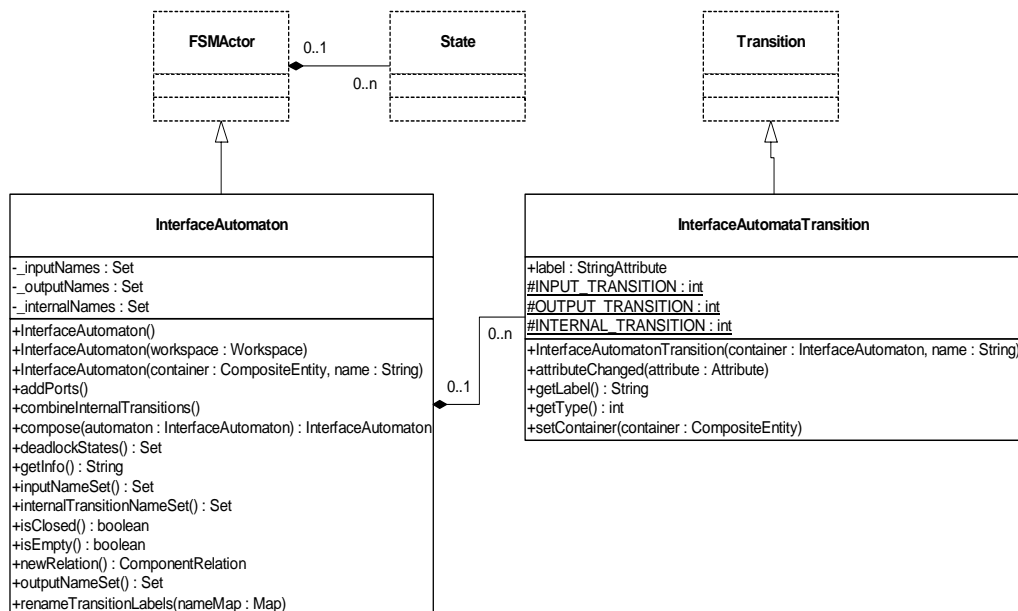 FSMActor
State
Transition
0..1
0..n
InterfaceAutomaton
-_inputNames : Set
-_outputNames : Set
-_internalNames : Set
+InterfaceAutomaton()
+InterfaceAutomaton(workspace : Workspace)
+InterfaceAutomaton(container : CompositeEntity, name : String)
+addPorts()
+combineInternalTransitions()
+compose(automaton : InterfaceAutomaton) : InterfaceAutomaton
+deadlockStates() : Set
+getInfo() : String
+inputNameSet() : Set
+internalTransitionNameSet() : Set
+isClosed() : boolean
+isEmpty() : boolean
+newRelation() : ComponentRelation
+outputNameSet() : Set
+renameTransitionLabels(nameMap : Map)
0..1
0..n
InterfaceAutomataTransition
+label : StringAttribute
#INPUT_TRANSITION : int
#OUTPUT_TRANSITION : int
#INTERNAL_TRANSITION : int
+InterfaceAutomatonTransition(container : InterfaceAutomaton, name : String)
+attributeChanged(attribute : Attribute)
+getLabel() : String
+getType() : int
+setContainer(container : CompositeEntity)